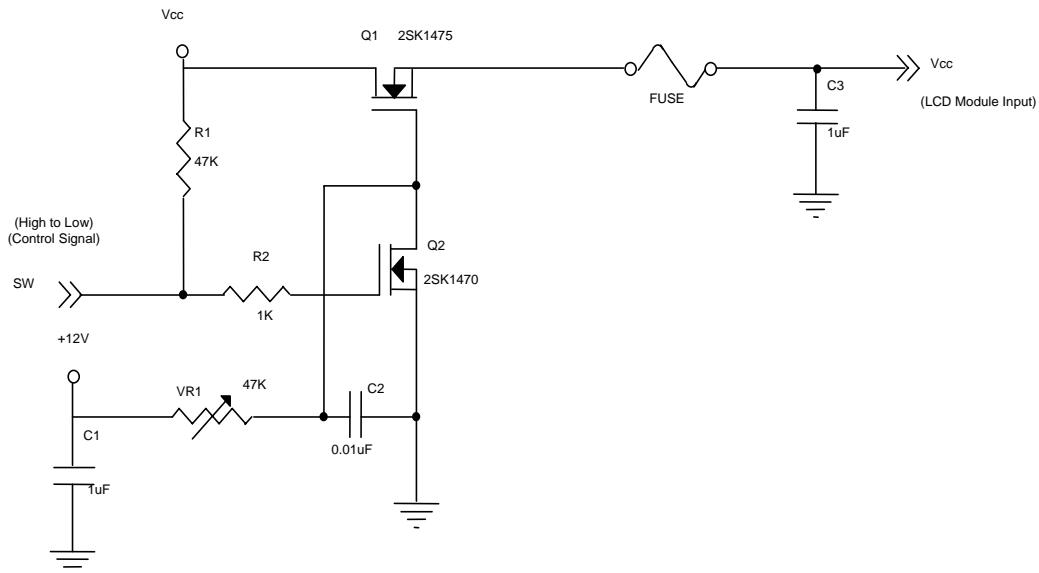 Vcc
Q1 2SK1475
Vcc
FUSE
C3
(LCD Module Input)
R1
1uF
47K
(High to Low)
(Control Signal)
Q2
R2
SW
2SK1470
1K
+12V
VR1
47K
C2
C1
0.01uF
1uF